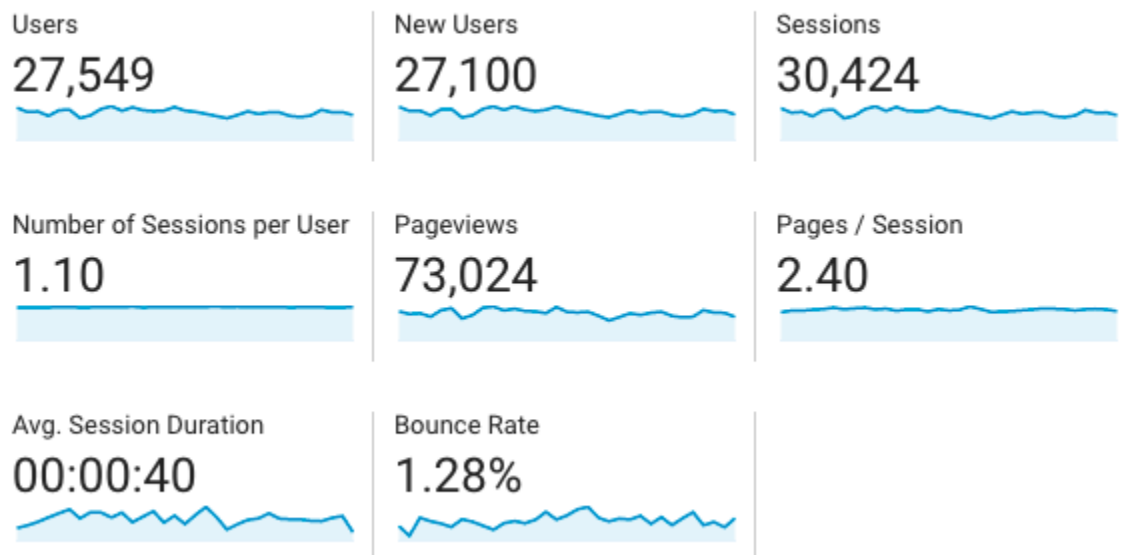 Users
27,549
New Users
27,100
Sessions
30,424
Number of Sessions per User
1.10
Pageviews
73,024
Pages / Session
2.40
Avg. Session Duration
00:00:40
Bounce Rate
1.28%